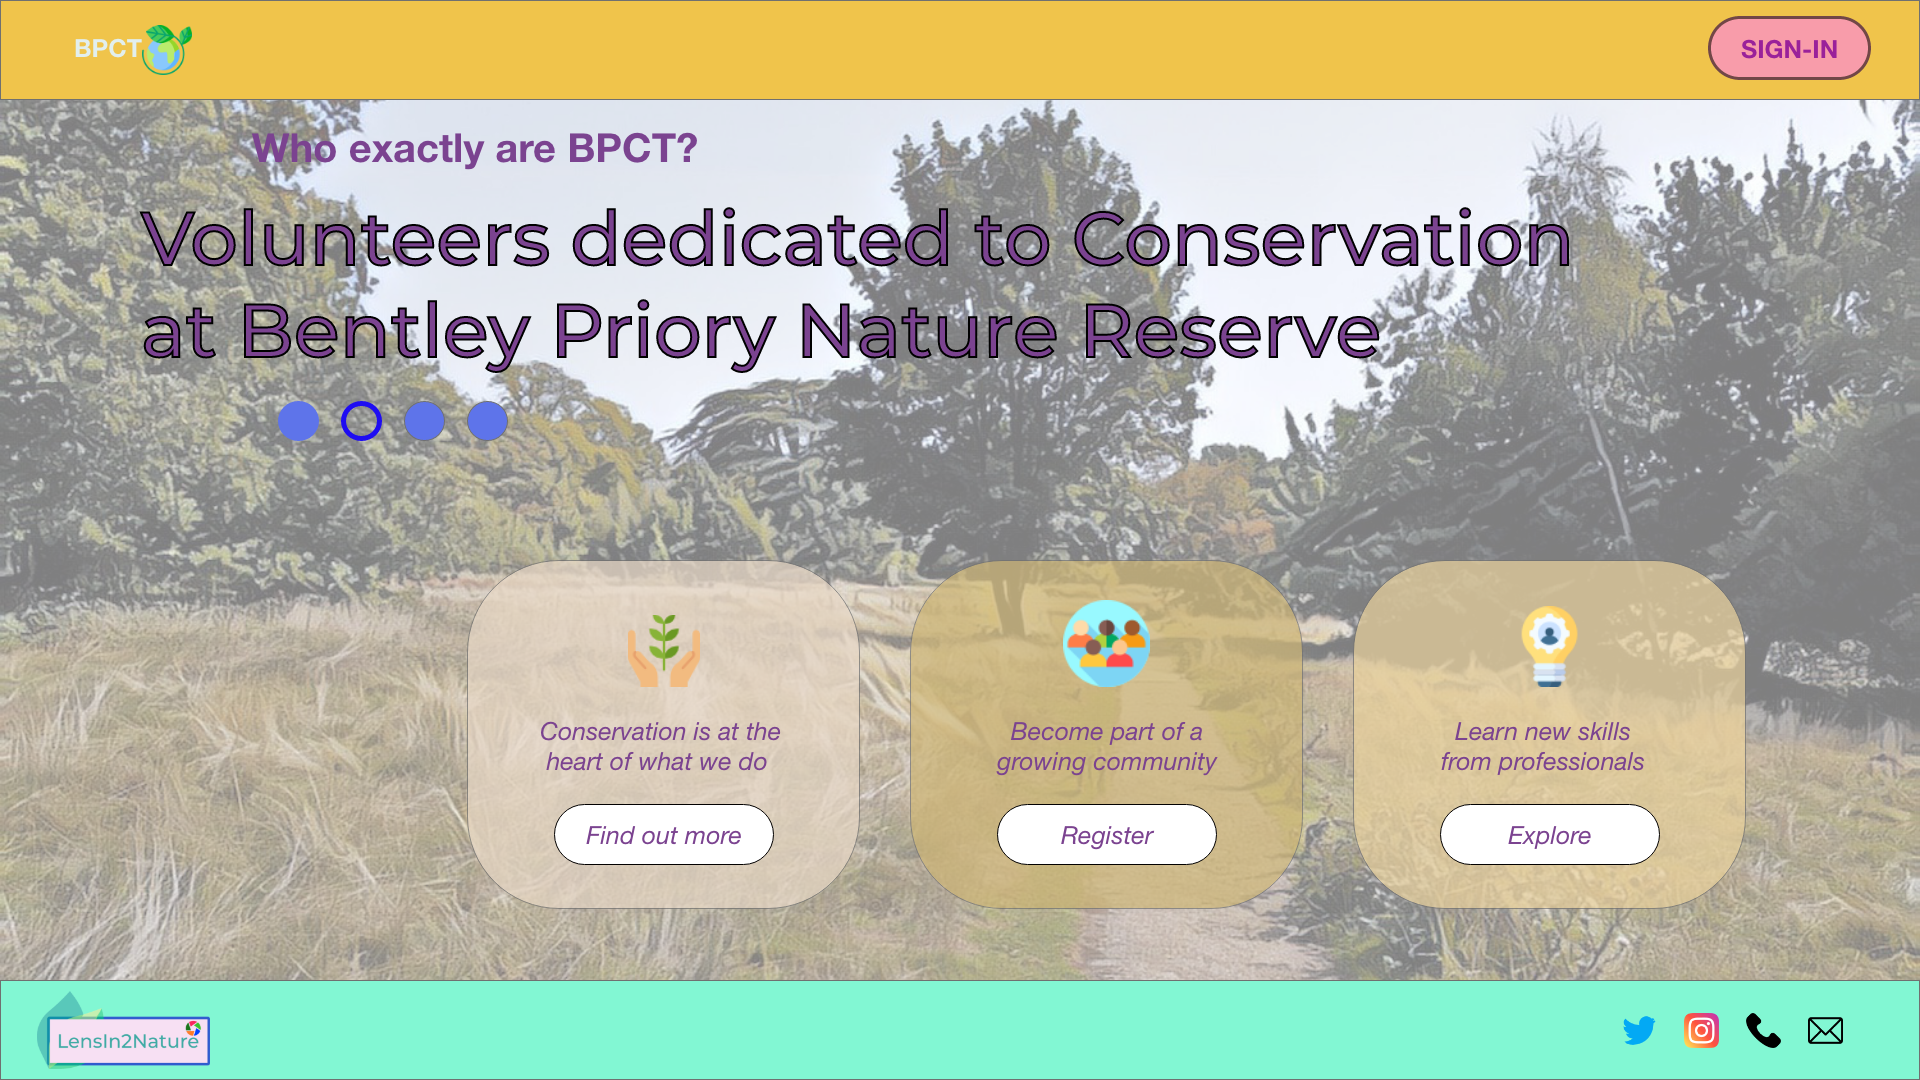 BPCT
SIGN-IN
Who exactly are BPCT?
Volunteers dedicated to Conservation
at Bentley Priory Nature Reserve
Conservation is at the
heart of what we do
Find out more
Become part of a
growing community
Register
Learn new skills
from professionals
Explore
LensIn2Nature